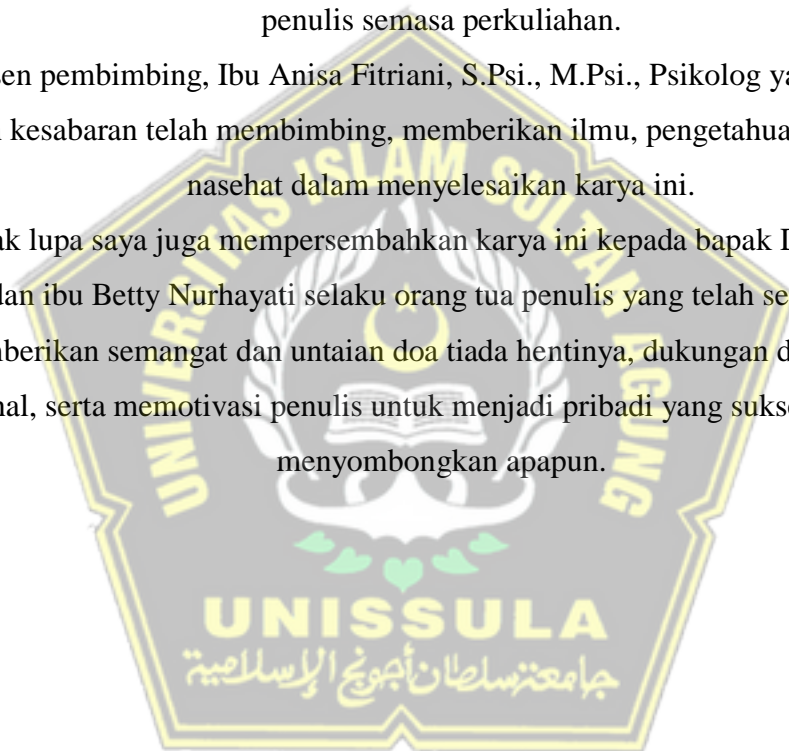 penulis semasa perkuliahan.
sen pembimbing, Ibu Anisa Fitriani, S.Psi., M.Psi., Psikolog ya
kesabaran telah membimbing, memberikan ilmu, pengetahua
nasehat dalam menyelesaikan karya ini.
ak lupa saya juga mempersembahkan karya ini kepada bapak D
dan ibu Betty Nurhayati selaku orang tua penulis yang telah se
berikan semangat dan untaian doa tiada hentinya, dukungan d
nal, serta memotivasi penulis untuk menjadi pribadi yang sukse
menyombongkan apapun.
UNIVERSITAS ISLAM SULTAN AGUNG
UNISSULA
جامعة سلطان أجونج الإسلامية